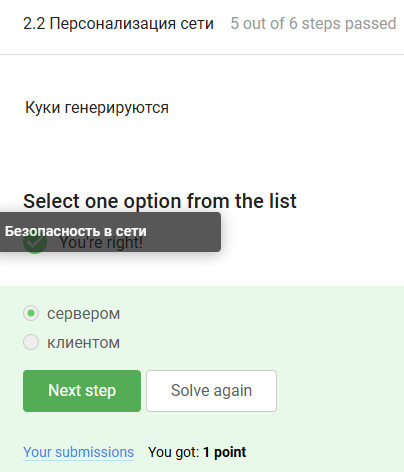 2.2 Персонализация сети 5 out of 6 steps passed
Куки генерируются
Select one option from the list
Безопасность в сети
You're right!
сервером
клиентом
Next step Solve again
Your submissions You got: 1 point